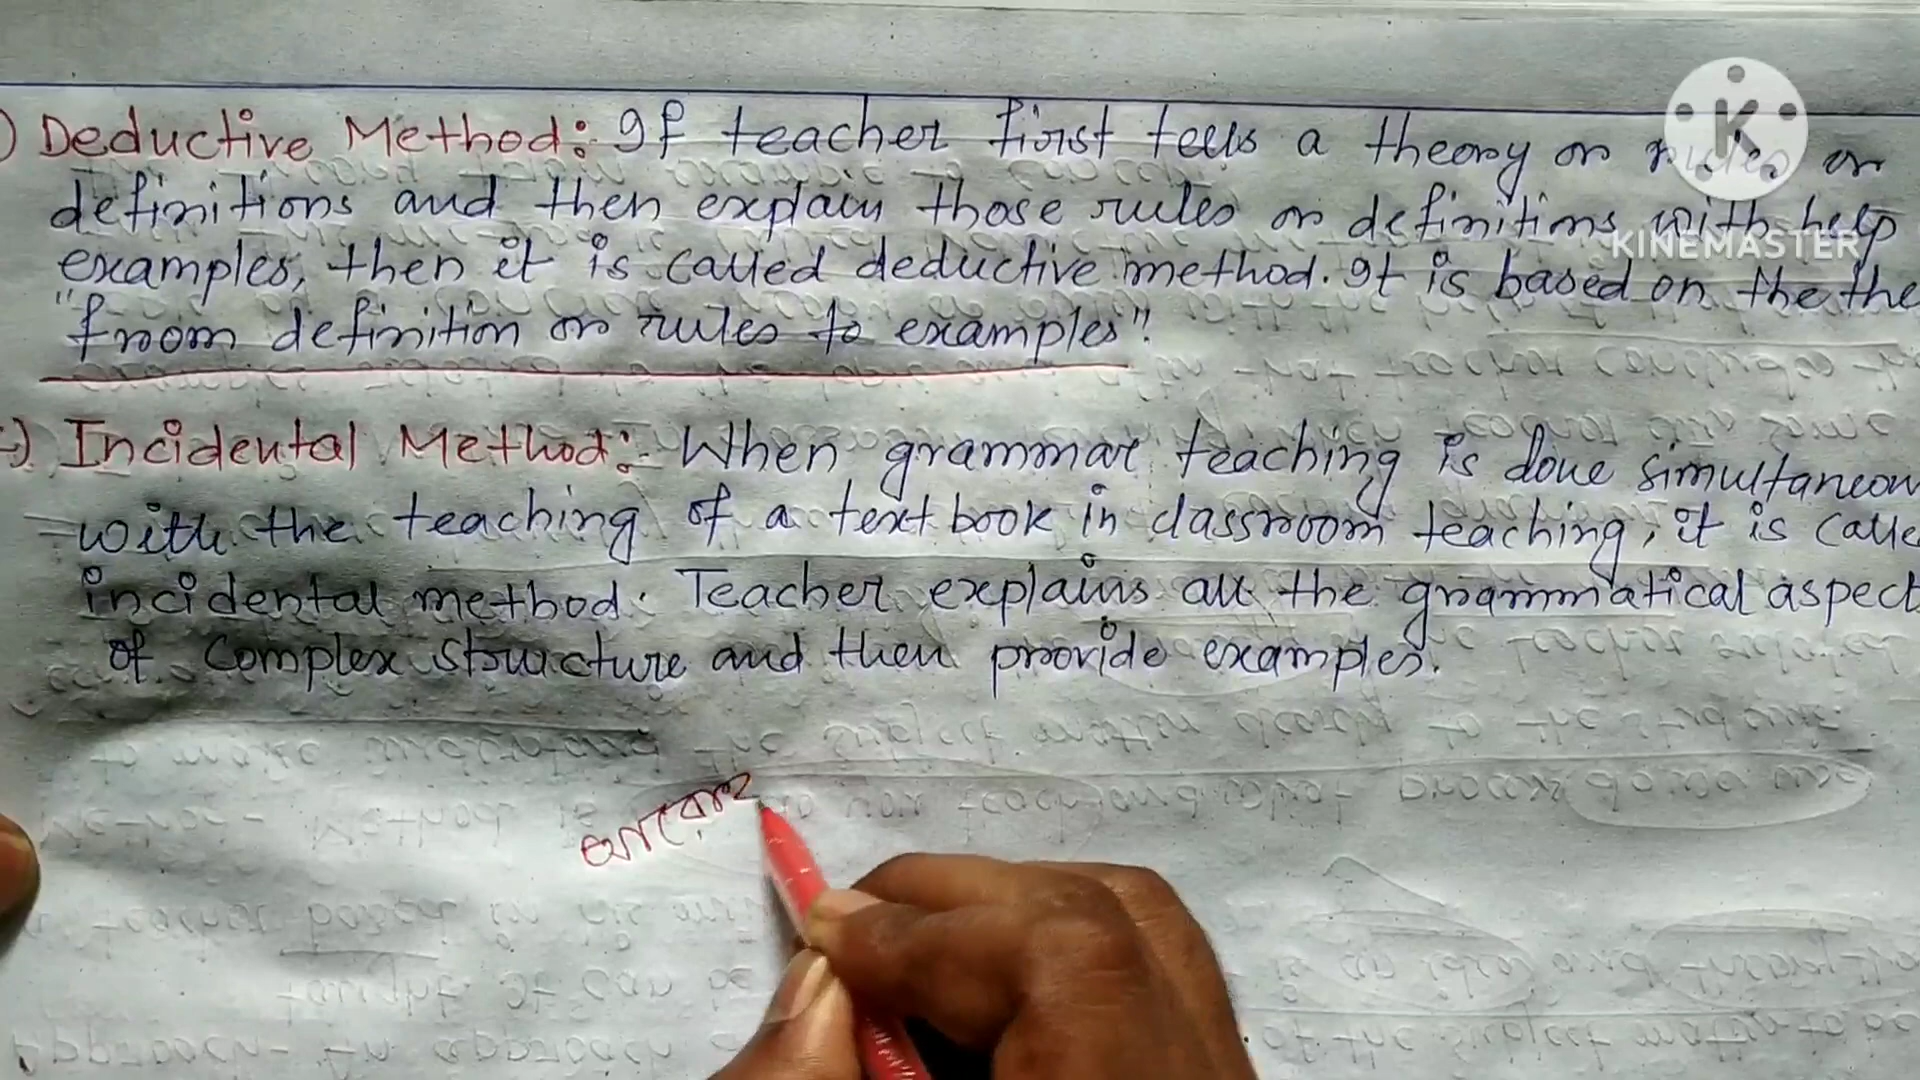 Deductive Method: If teacher first tells a theory or rules or
definitions and then explain those rules or definitions with help
examples, then it is called deductive method. It is based on the the
"from definition or rules to examples".
Incidental Method:- When grammar teaching is done simultaneou
with the teaching of a text book in classroom teaching, it is calle
incidental method. Teacher explains all the grammatical aspect
of complex structure and then provide examples.
K
KINEMASTER